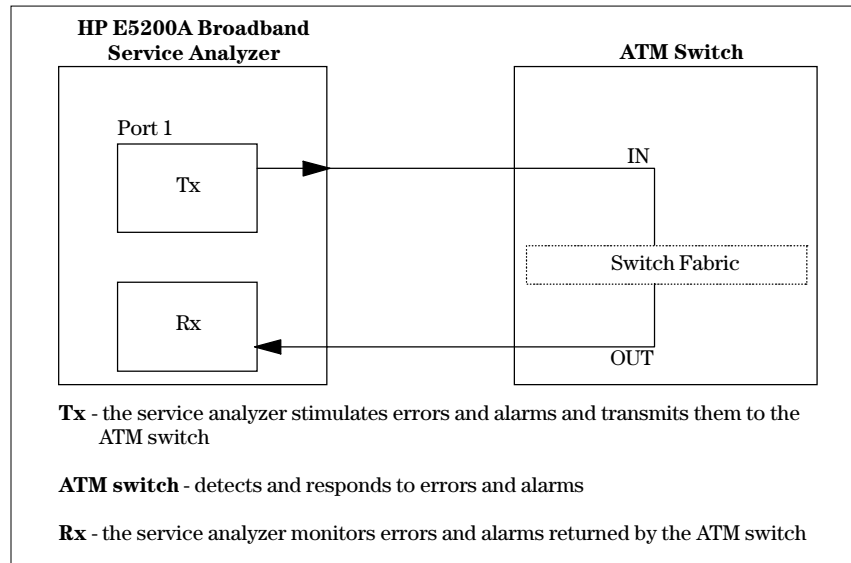 HP E5200A Broadband
Service Analyzer
ATM Switch
Port 1
Tx
IN
Switch Fabric
Rx
OUT
Tx - the service analyzer stimulates errors and alarms and transmits them to the
ATM switch
ATM switch - detects and responds to errors and alarms
Rx - the service analyzer monitors errors and alarms returned by the ATM switch